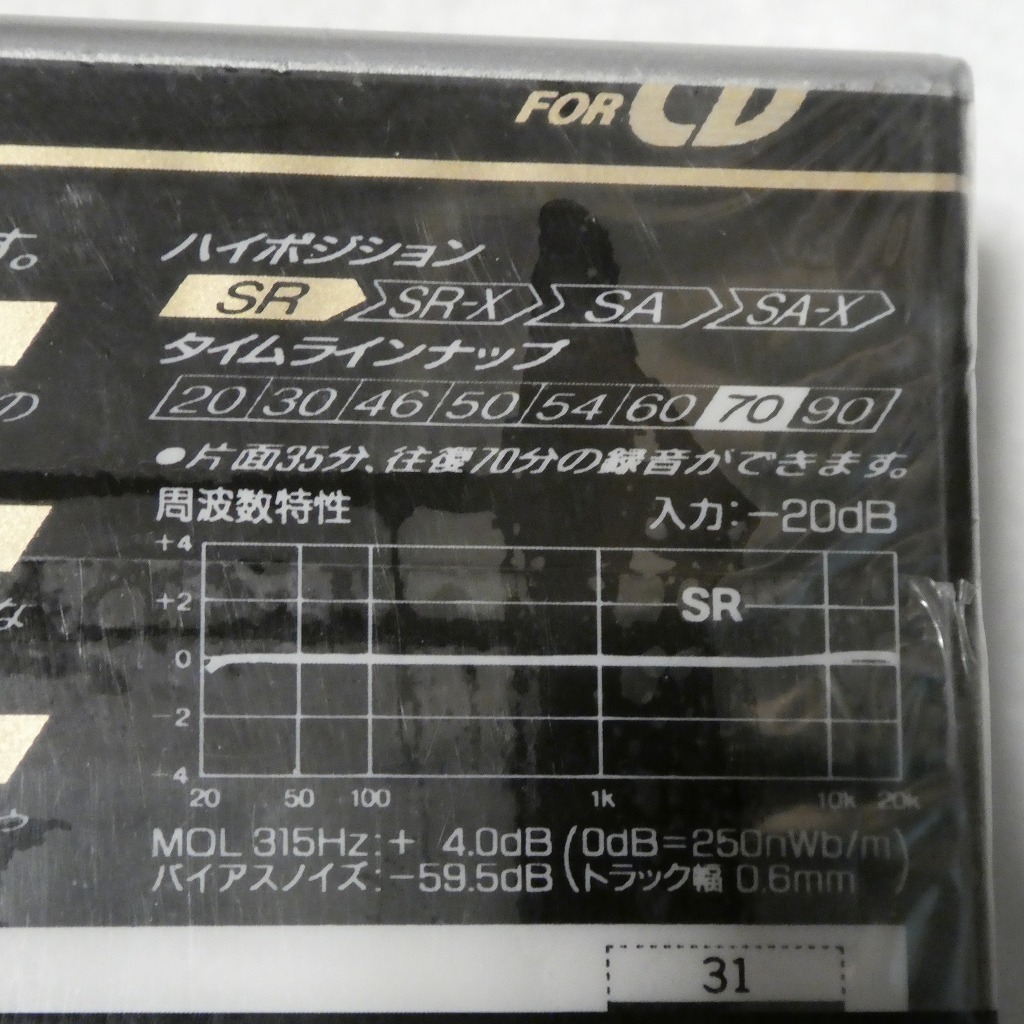 FOR CD
す。
ハイポジション
SR SR-X SA SA-X
タイムラインナップ
の
20 30 46 50 54 60 70 90
●片面35分、往復70分の録音ができます。
周波数特性 入力:−20dB
+4
な
+2 SR
0
−2
−4
20 50 100 1k 10k 20k
や
MOL 315Hz:+ 4.0dB (0dB=250nWb/m)
バイアスノイズ:−59.5dB (トラック幅 0.6mm)
31